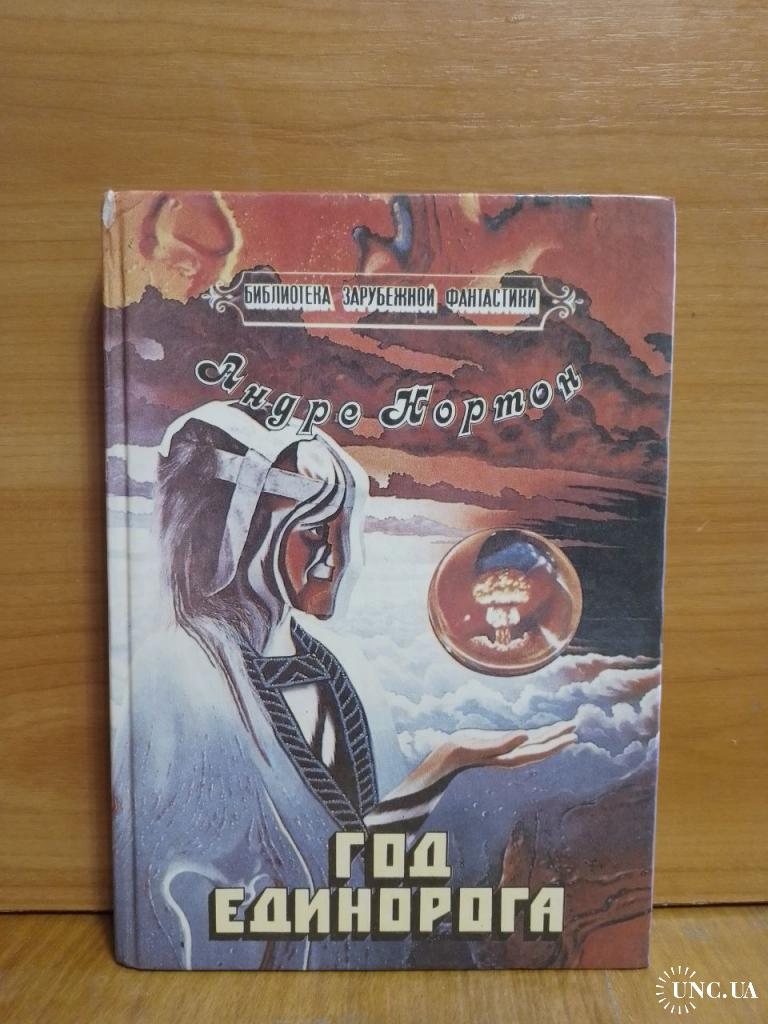 БИБЛИОТЕКА ЗАРУБЕЖНОЙ ФАНТАСТИКИ
Андре Нортон
ГОД
ЕДИНОРОГА
UNC.UA